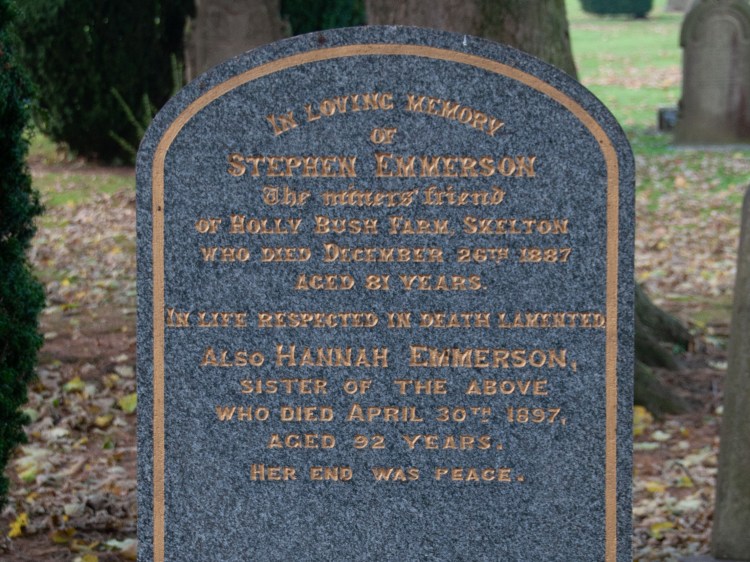 IN LOVING MEMORY
OF
STEPHEN EMMERSON
The miners' friend
OF HOLLY BUSH FARM, SKELTON
WHO DIED DECEMBER 26TH 1887
AGED 81 YEARS.
IN LIFE RESPECTED IN DEATH LAMENTED
ALSO HANNAH EMMERSON,
SISTER OF THE ABOVE
WHO DIED APRIL 30TH 1897,
AGED 92 YEARS.
HER END WAS PEACE.